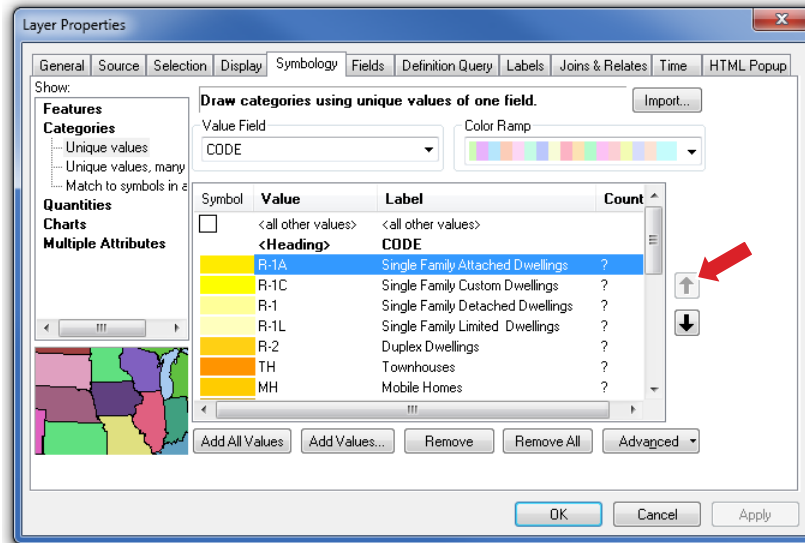 Layer Properties
General Source Selection Display Symbology Fields Definition Query Labels Joins & Relates Time HTML Popup
Show:
Features
Categories
Unique values
Unique values, many
Match to symbols in a
Quantities
Charts
Multiple Attributes
Draw categories using unique values of one field.
Import...
Value Field
CODE
Color Ramp
Symbol Value Label Count
<all other values> <all other values>
<Heading> CODE
R-1A Single Family Attached Dwellings ?
R-1C Single Family Custom Dwellings ?
R-1 Single Family Detached Dwellings ?
R-1L Single Family Limited Dwellings ?
R-2 Duplex Dwellings ?
TH Townhouses ?
MH Mobile Homes ?
Add All Values Add Values... Remove Remove All Advanced
OK Cancel Apply